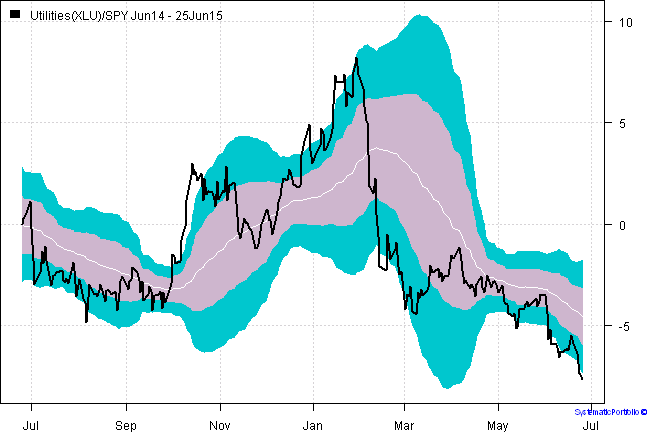 Utilities(XLU)/SPY Jun14 - 25Jun15
10
5
0
-5
Jul Sep Nov Jan Mar May Jul
SystematicPortfolio ©